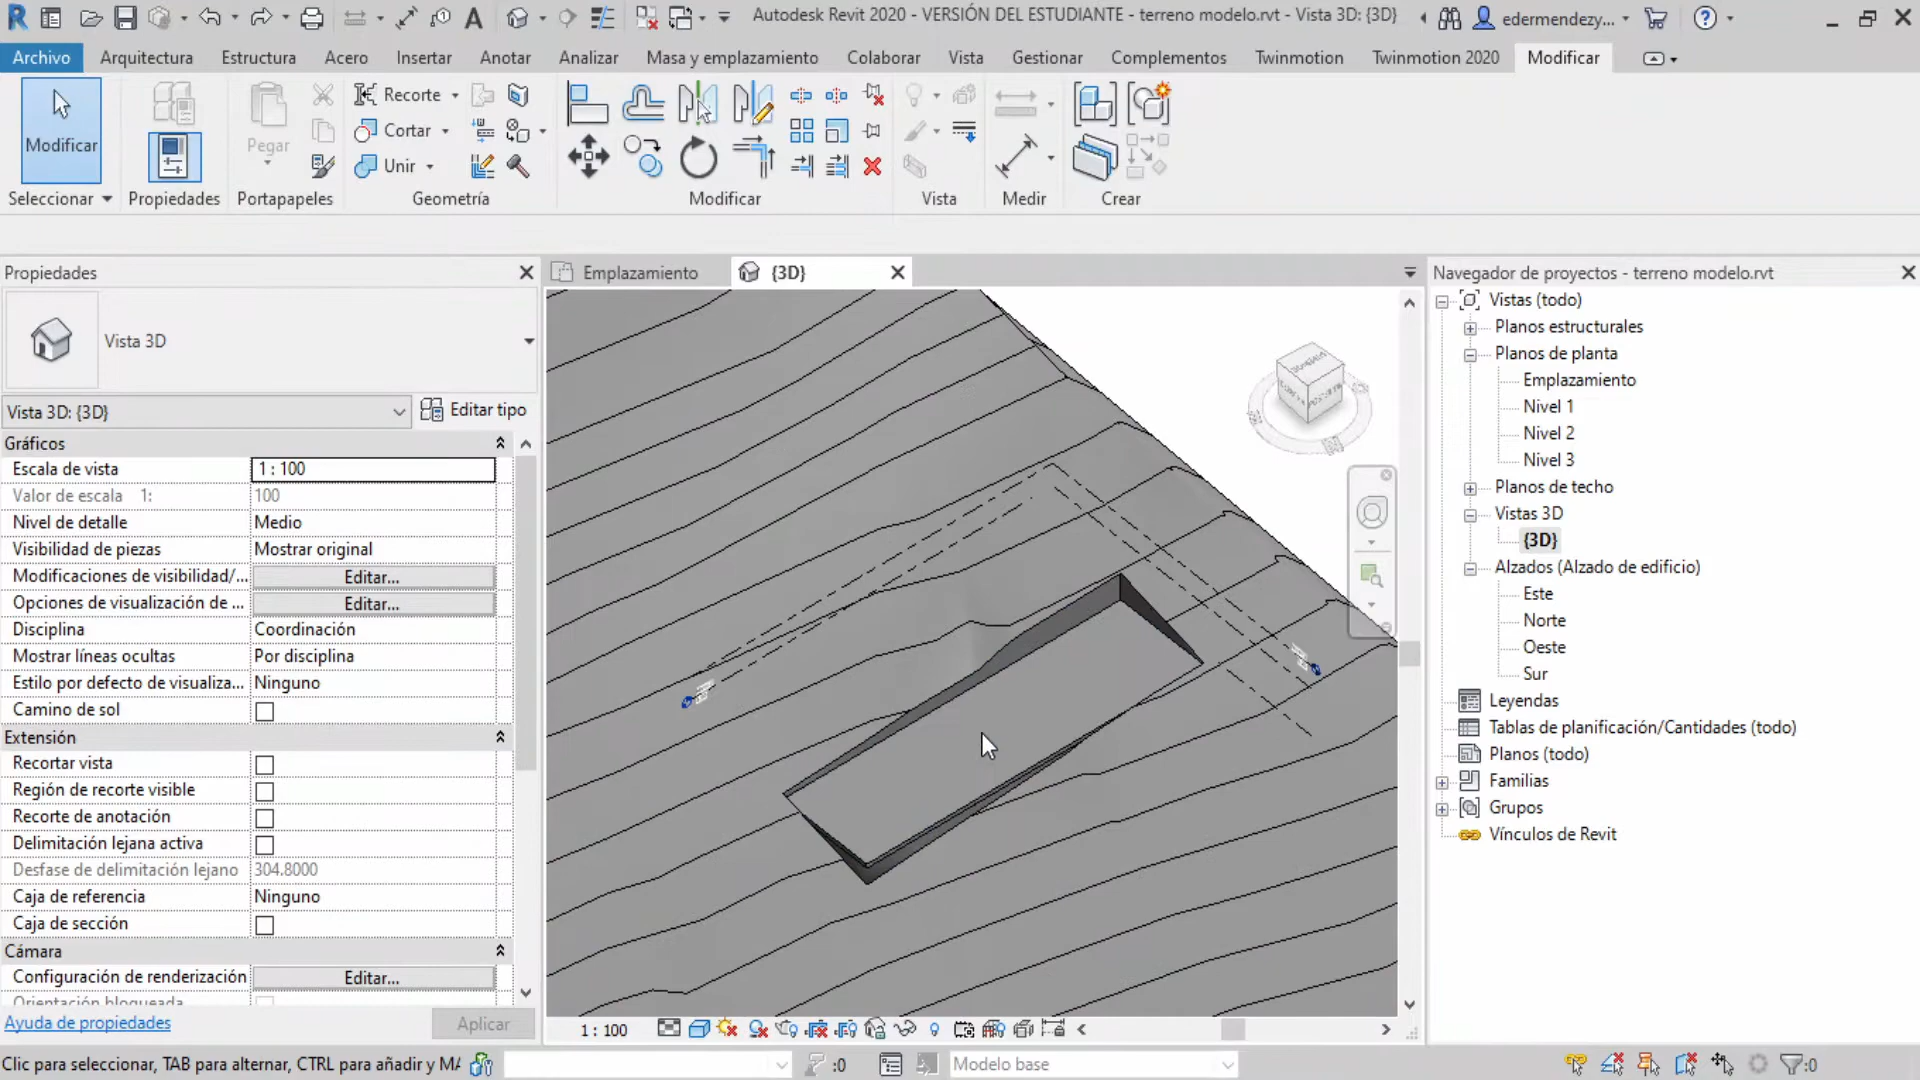 Autodesk Revit 2020 - VERSIÓN DEL ESTUDIANTE - terreno modelo.rvt - Vista 3D: {3D}
edermendezy...
Archivo Arquitectura Estructura Acero Insertar Anotar Analizar Masa y emplazamiento Colaborar Vista Gestionar Complementos Twinmotion Twinmotion 2020 Modificar
Modificar
Pegar
Recorte
Cortar
Unir
Seleccionar Propiedades Portapapeles Geometría Modificar Vista Medir Crear
Propiedades
Vista 3D
Vista 3D: {3D} Editar tipo
Gráficos
Escala de vista 1 : 100
Valor de escala 1: 100
Nivel de detalle Medio
Visibilidad de piezas Mostrar original
Modificaciones de visibilidad/... Editar...
Opciones de visualización de ... Editar...
Disciplina Coordinación
Mostrar líneas ocultas Por disciplina
Estilo por defecto de visualiza... Ninguno
Camino de sol
Extensión
Recortar vista
Región de recorte visible
Recorte de anotación
Delimitación lejana activa
Desfase de delimitación lejano 304.8000
Caja de referencia Ninguno
Caja de sección
Cámara
Configuración de renderización Editar...
Orientación bloqueada
Ayuda de propiedades Aplicar
Emplazamiento {3D}
1 : 100
Navegador de proyectos - terreno modelo.rvt
Vistas (todo)
Planos estructurales
Planos de planta
Emplazamiento
Nivel 1
Nivel 2
Nivel 3
Planos de techo
Vistas 3D
{3D}
Alzados (Alzado de edificio)
Este
Norte
Oeste
Sur
Leyendas
Tablas de planificación/Cantidades (todo)
Planos (todo)
Familias
Grupos
Vínculos de Revit
Clic para seleccionar, TAB para alternar, CTRL para añadir y MA :0 Modelo base :0